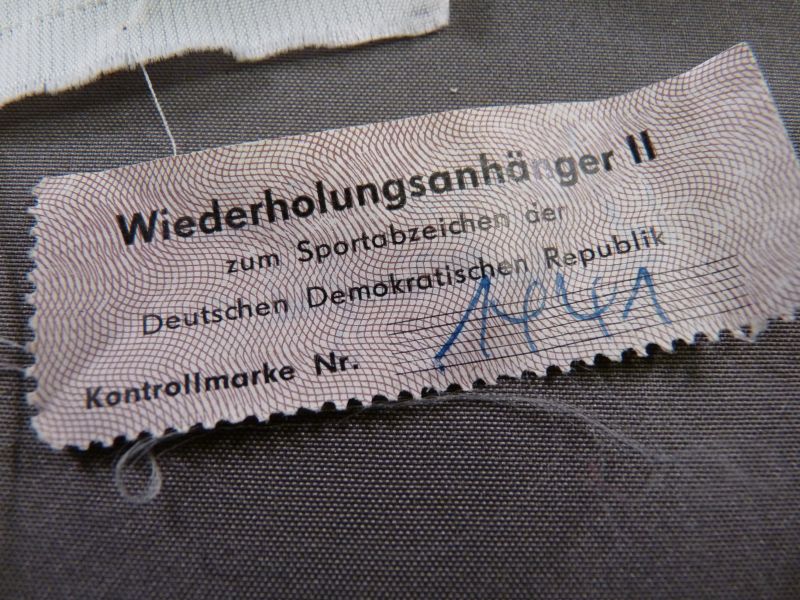 Wiederholungsanhänger II
zum Sportabzeichen der
Deutschen Demokratischen Republik
Kontrollmarke Nr.